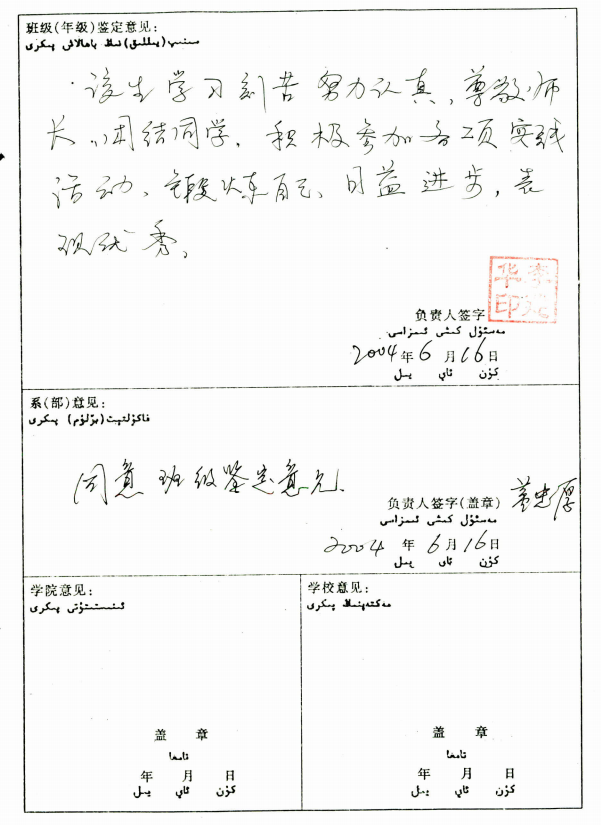 班级(年级)鉴定意见:
سىنىپ(يىللىق)نىڭ باھالاش پىكرى
该生学习刻苦努力认真，尊敬师
长，团结同学，积极参加各项实践
活动、锻炼自己、日益进步，表
现优秀。
李
华
印
负责人签字
مەسئۇل كىشى ئىمزاسى
2004年6月16日
كۈن ئاي يىل
系(部)意见:
فاكۇلتېت(بۆلۈم) پىكرى
同意班级鉴定意见、
负责人签字(盖章) 董忠厚
مەسئۇل كىشى ئىمزاسى
2004 年 6月16日
كۈن ئاي يىل
学院意见:
ئىنستىتۇتى پىكرى
盖 章
تامغا
年 月 日
كۈن ئاي يىل
学校意见:
مەكتەپنىڭ پىكرى
盖 章
تامغا
年 月 日
كۈن ئاي يىل